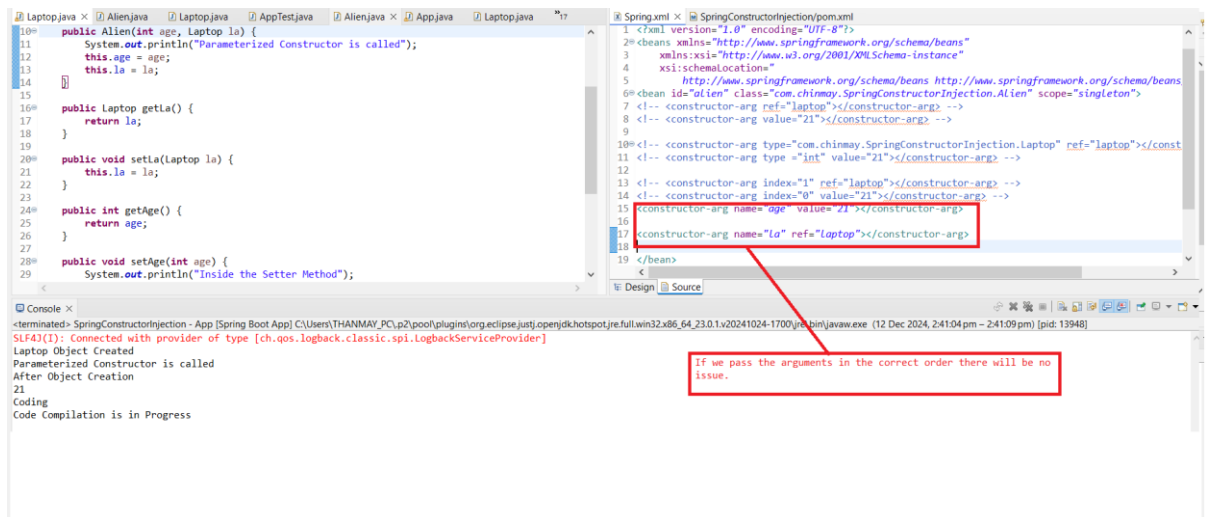 Laptop.java × Alien.java Laptop.java AppTest.java Alien.java × App.java Laptop.java "17
10 public Alien(int age, Laptop la) {
11 System.out.println("Parameterized Constructor is called");
12 this.age = age;
13 this.la = la;
14 }
15
16 public Laptop getLa() {
17 return la;
18 }
19
20 public void setLa(Laptop la) {
21 this.la = la;
22 }
23
24 public int getAge() {
25 return age;
26 }
27
28 public void setAge(int age) {
29 System.out.println("Inside the Setter Method");
Spring.xml × SpringConstructorInjection/pom.xml
1 <?xml version="1.0" encoding="UTF-8"?>
2 <beans xmlns="http://www.springframework.org/schema/beans"
3 xmlns:xsi="http://www.w3.org/2001/XMLSchema-instance"
4 xsi:schemaLocation="
5 http://www.springframework.org/schema/beans http://www.springframework.org/schema/beans
6 <bean id="alien" class="com.chinmay.SpringConstructorInjection.Alien" scope="singleton">
7 <!-- <constructor-arg ref="laptop"></constructor-arg> -->
8 <!-- <constructor-arg value="21"></constructor-arg> -->
9
10 <!-- <constructor-arg type="com.chinmay.SpringConstructorInjection.Laptop" ref="laptop"></const
11 <!-- <constructor-arg type ="int" value="21"></constructor-arg> -->
12
13 <!-- <constructor-arg index="1" ref="laptop"></constructor-arg> -->
14 <!-- <constructor-arg index="0" value="21"></constructor-arg> -->
15 <constructor-arg name="age" value="21"></constructor-arg>
16
17 <constructor-arg name="la" ref="laptop"></constructor-arg>
18
19 </bean>
Design Source
Console ×
<terminated> SpringConstructorInjection - App [Spring Boot App] C:\Users\THANMAY_PC\.p2\pool\plugins\org.eclipse.justj.openjdk.hotspot.jre.full.win32.x86_64_23.0.1.v20241024-1700\jre\bin\javaw.exe (12 Dec 2024, 2:41:04 pm – 2:41:09 pm) [pid: 13948]
SLF4J(I): Connected with provider of type [ch.qos.logback.classic.spi.LogbackServiceProvider]
Laptop Object Created
Parameterized Constructor is called
After Object Creation
21
Coding
Code Compilation is in Progress
If we pass the arguments in the correct order there will be no
issue.